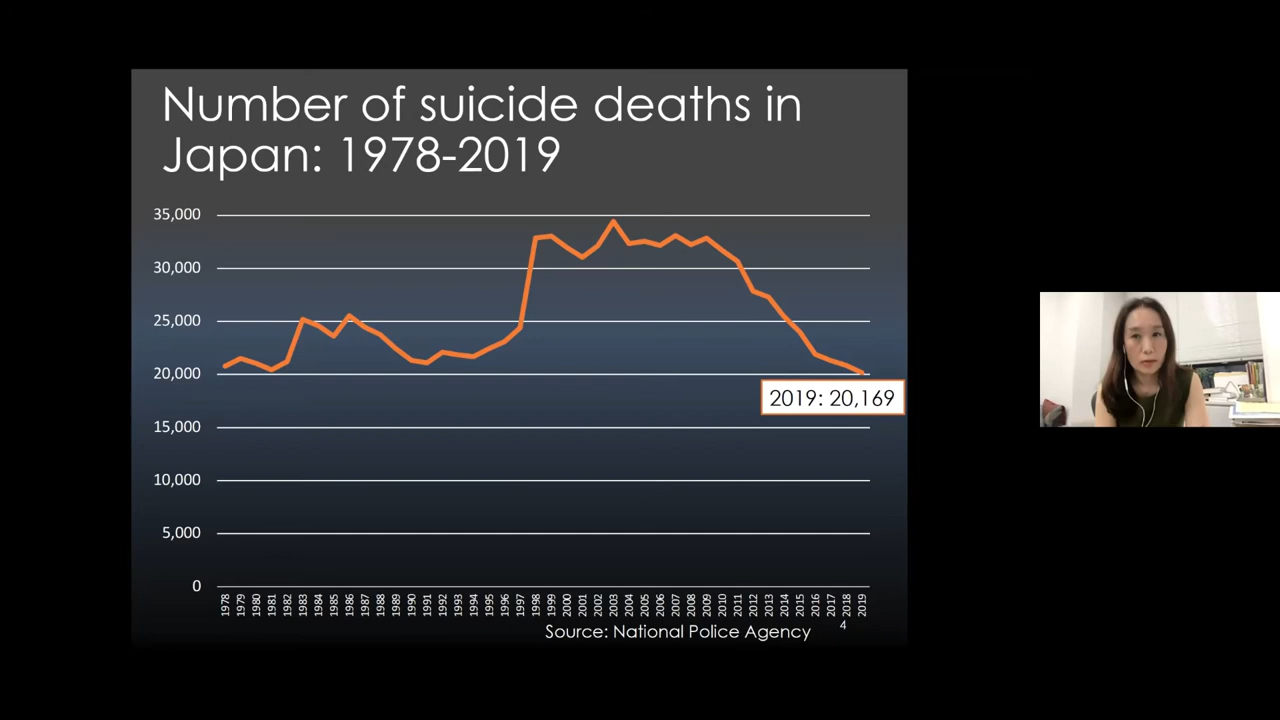 Number of suicide deaths in
Japan: 1978-2019
35,000
30,000
25,000
20,000
15,000
10,000
5,000
0
2019: 20,169
1978 1979 1980 1981 1982 1983 1984 1985 1986 1987 1988 1989 1990 1991 1992 1993 1994 1995 1996 1997 1998 1999 2000 2001 2002 2003 2004 2005 2006 2007 2008 2009 2010 2011 2012 2013 2014 2015 2016 2017 2018 2019
Source: National Police Agency
4